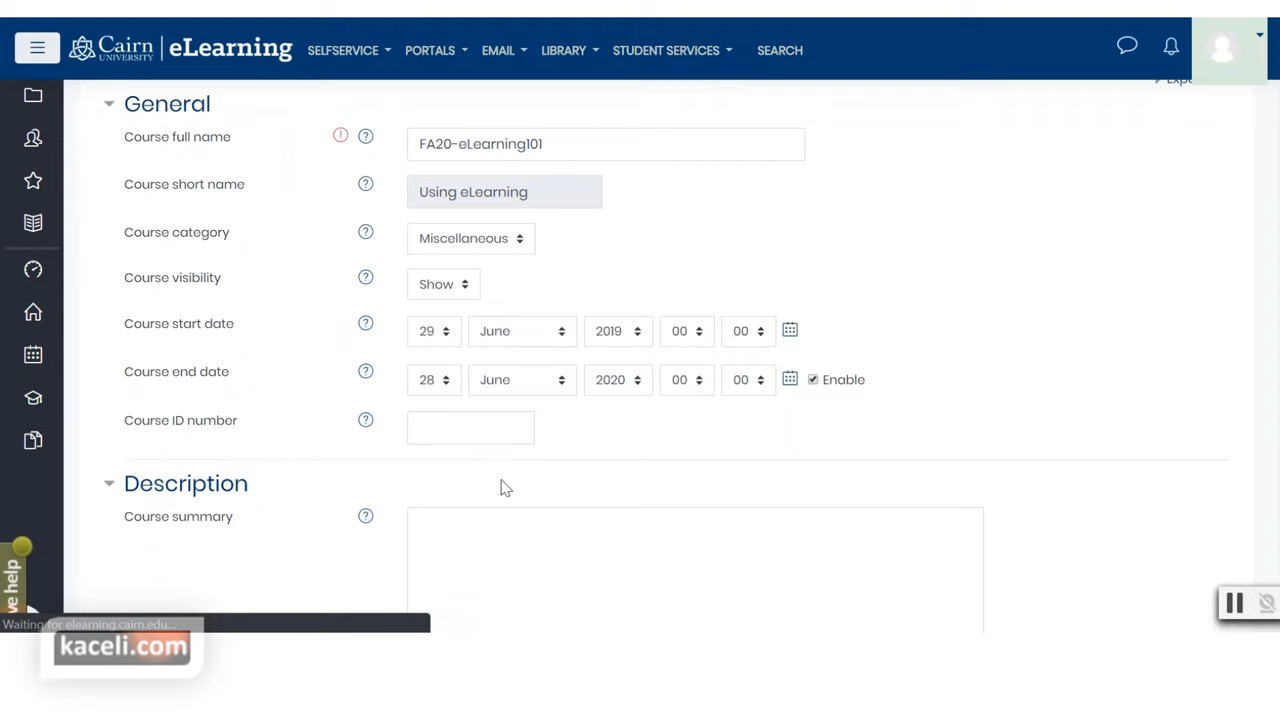 Cairn UNIVERSITY eLearning SELFSERVICE PORTALS EMAIL LIBRARY STUDENT SERVICES SEARCH
General
Course full name FA20-eLearning101
Course short name Using eLearning
Course category Miscellaneous
Course visibility Show
Course start date 29 June 2019 00 00
Course end date 28 June 2020 00 00 Enable
Course ID number
Description
Course summary
ve help
Waiting for elearning.cairn.edu...
kaceli.com